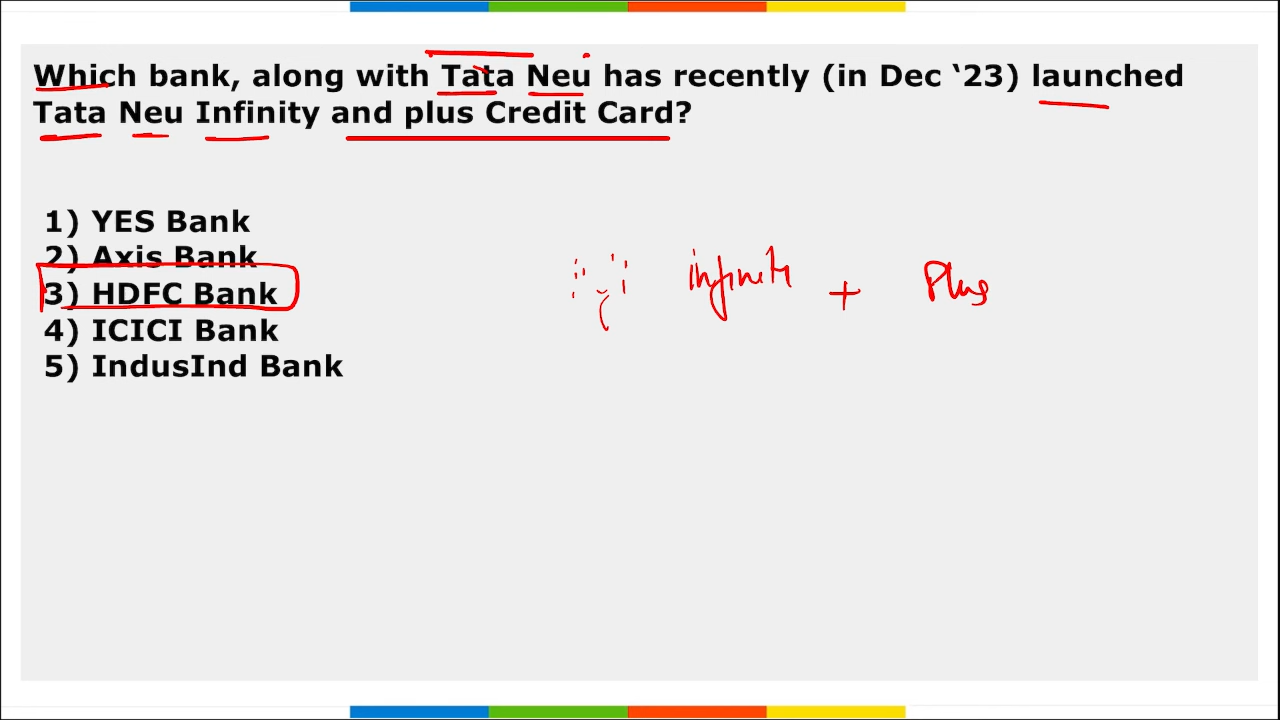 Which bank, along with Tata Neu has recently (in Dec ‘23) launched
Tata Neu Infinity and plus Credit Card?
1) YES Bank
2) Axis Bank
3) HDFC Bank
4) ICICI Bank
5) IndusInd Bank
+ Plus